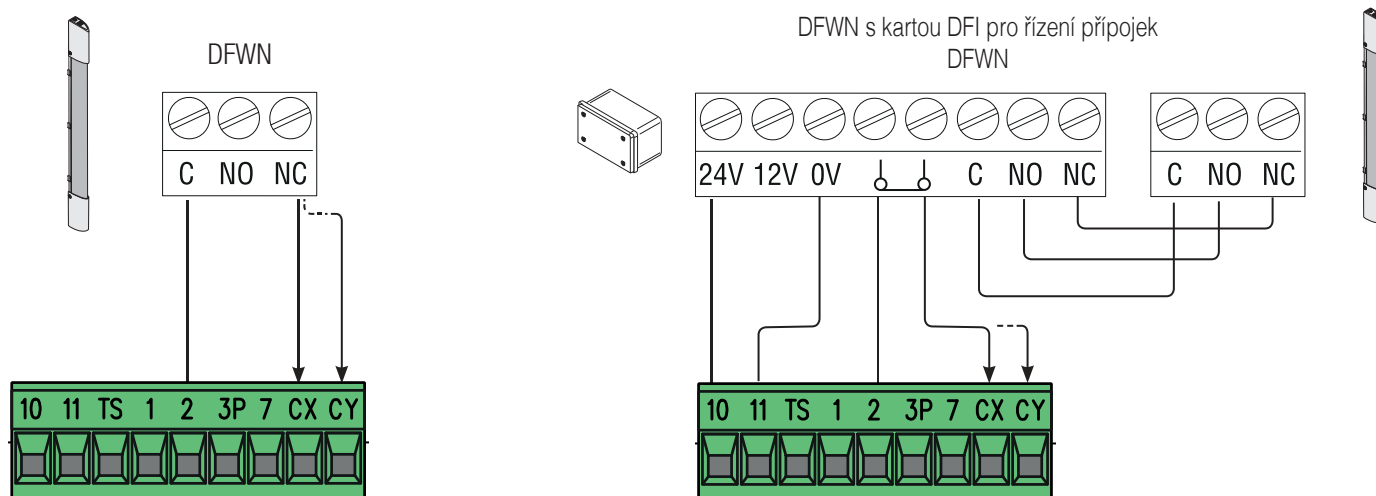 DFWN
C NO NC
10 11 TS 1 2 3P 7 CX CY
DFWN s kartou DFI pro řízení přípojek
DFWN
24V 12V 0V C NO NC
C NO NC
10 11 TS 1 2 3P 7 CX CY